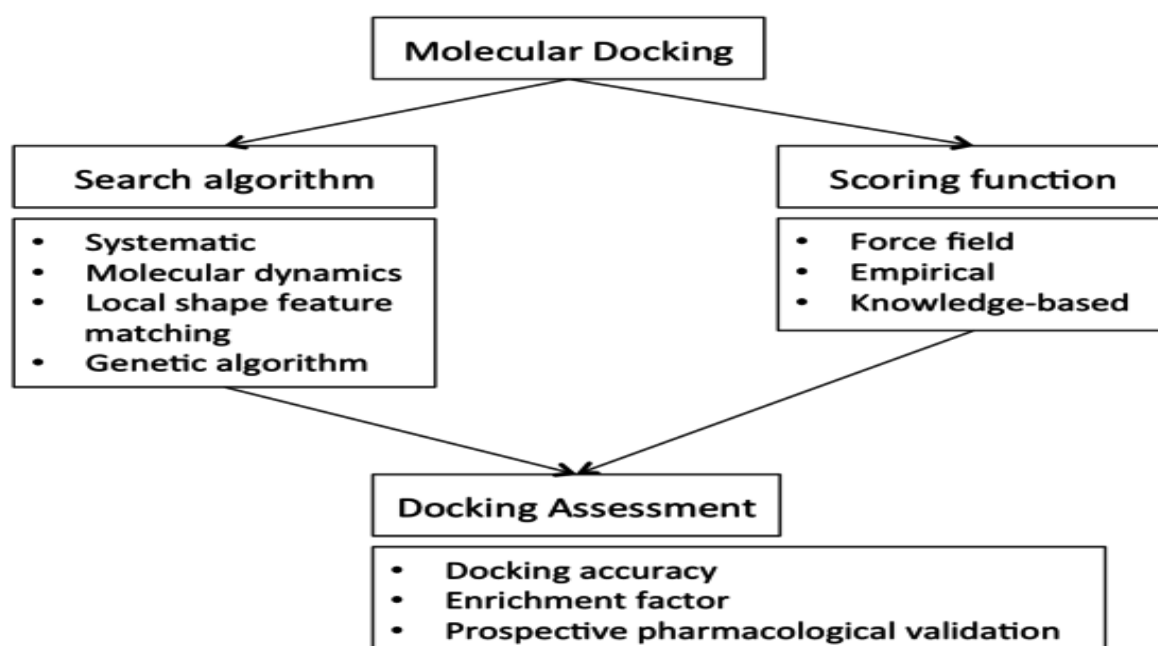 Molecular Docking
Search algorithm
• Systematic
• Molecular dynamics
• Local shape feature
matching
• Genetic algorithm
Scoring function
• Force field
• Empirical
• Knowledge-based
Docking Assessment
• Docking accuracy
• Enrichment factor
• Prospective pharmacological validation